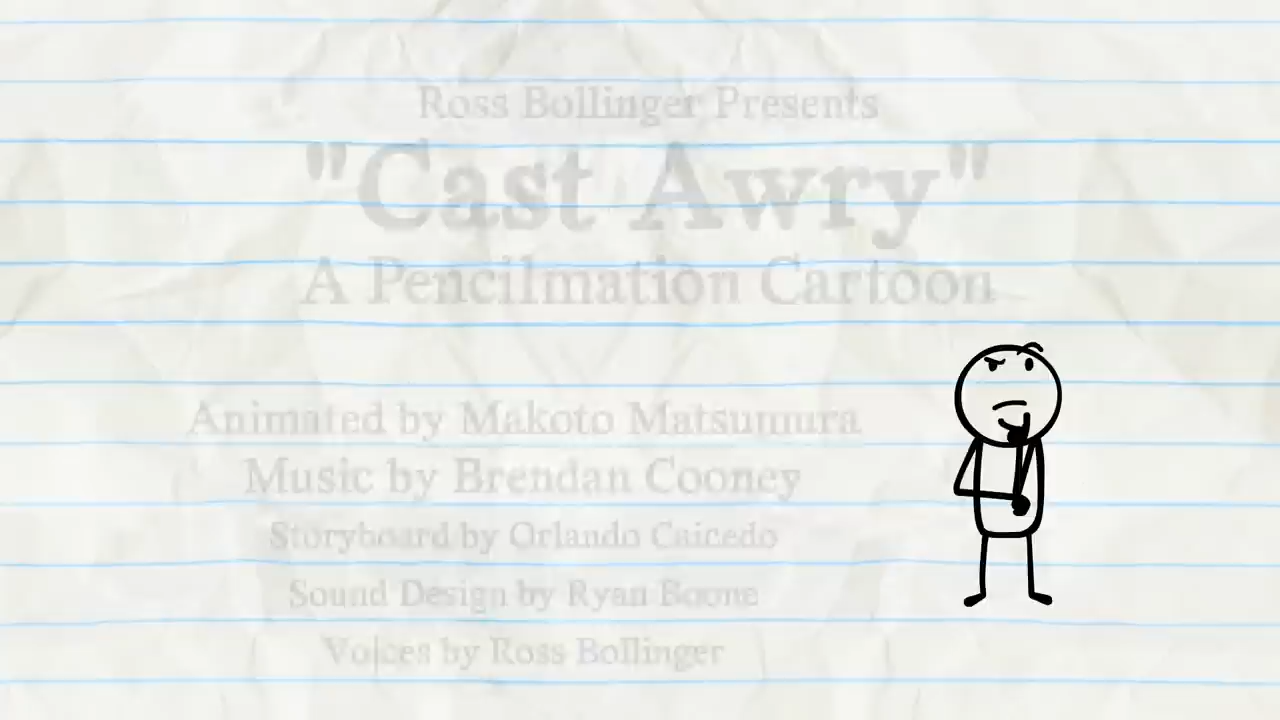 Ross Bollinger Presents
"Cast Awry"
A Pencilmation Cartoon
Animated by Makoto Matsumura
Music by Brendan Cooney
Storyboard by Orlando Caicedo
Sound Design by Ryan Boone
Voices by Ross Bollinger